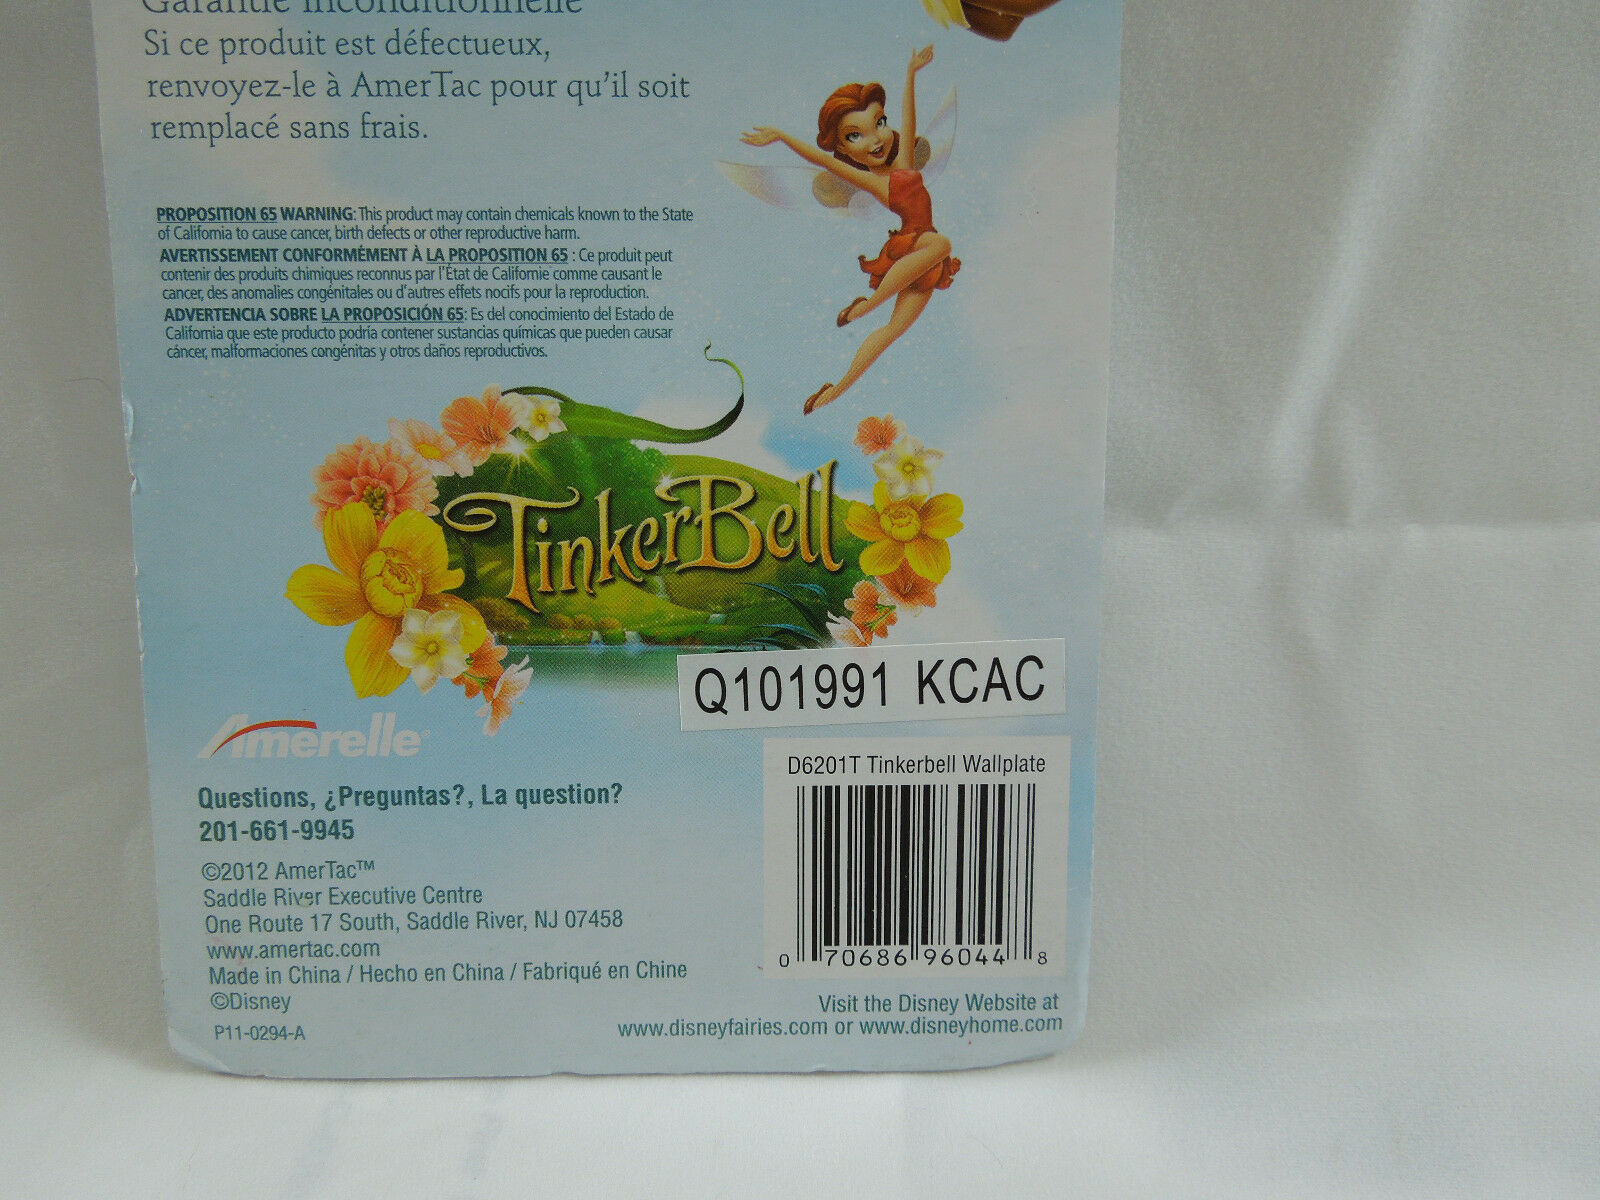 Garantie inconditionnelle
Si ce produit est défectueux,
renvoyez-le à AmerTac pour qu'il soit
remplacé sans frais.
PROPOSITION 65 WARNING: This product may contain chemicals known to the State
of California to cause cancer, birth defects or other reproductive harm.
AVERTISSEMENT CONFORMÉMENT À LA PROPOSITION 65 : Ce produit peut
contenir des produits chimiques reconnus par l'État de Californie comme causant le
cancer, des anomalies congénitales ou d'autres effets nocifs pour la reproduction.
ADVERTENCIA SOBRE LA PROPOSICIÓN 65: Es del conocimiento del Estado de
California que este producto podría contener sustancias químicas que pueden causar
cáncer, malformaciones congénitas y otros daños reproductivos.
TinkerBell
Q101991 KCAC
Amerelle®
Questions, ¿Preguntas?, La question?
201-661-9945
©2012 AmerTac™
Saddle River Executive Centre
One Route 17 South, Saddle River, NJ 07458
www.amertac.com
Made in China / Hecho en China / Fabriqué en Chine
©Disney
P11-0294-A
D6201T Tinkerbell Wallplate
0 70686 96044 8
Visit the Disney Website at
www.disneyfairies.com or www.disneyhome.com